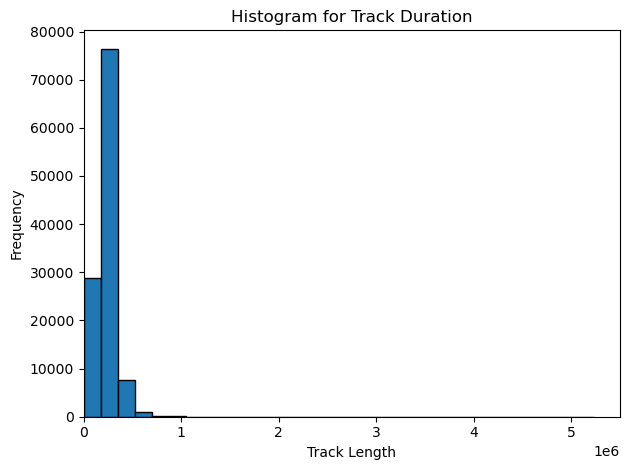 Histogram for Track Duration
80000
70000
60000
50000
40000
30000
20000
10000
0
Frequency
0 1 2 3 4 5
1e6
Track Length